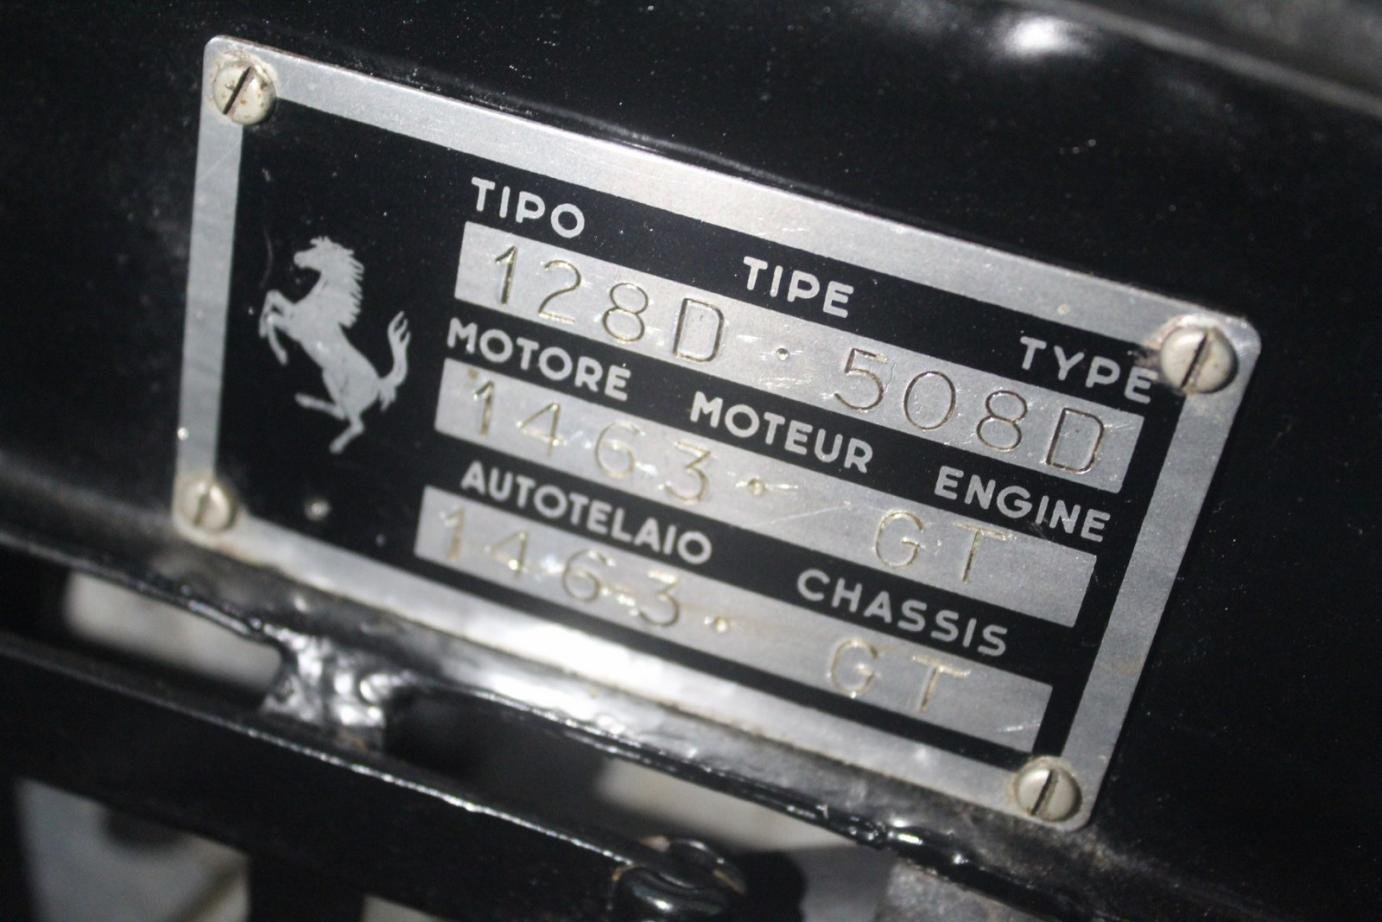 TIPO TIPE TYPE
128D·508D
MOTORE MOTEUR ENGINE
1463· GT
AUTOTELAIO CHASSIS
1463· GT